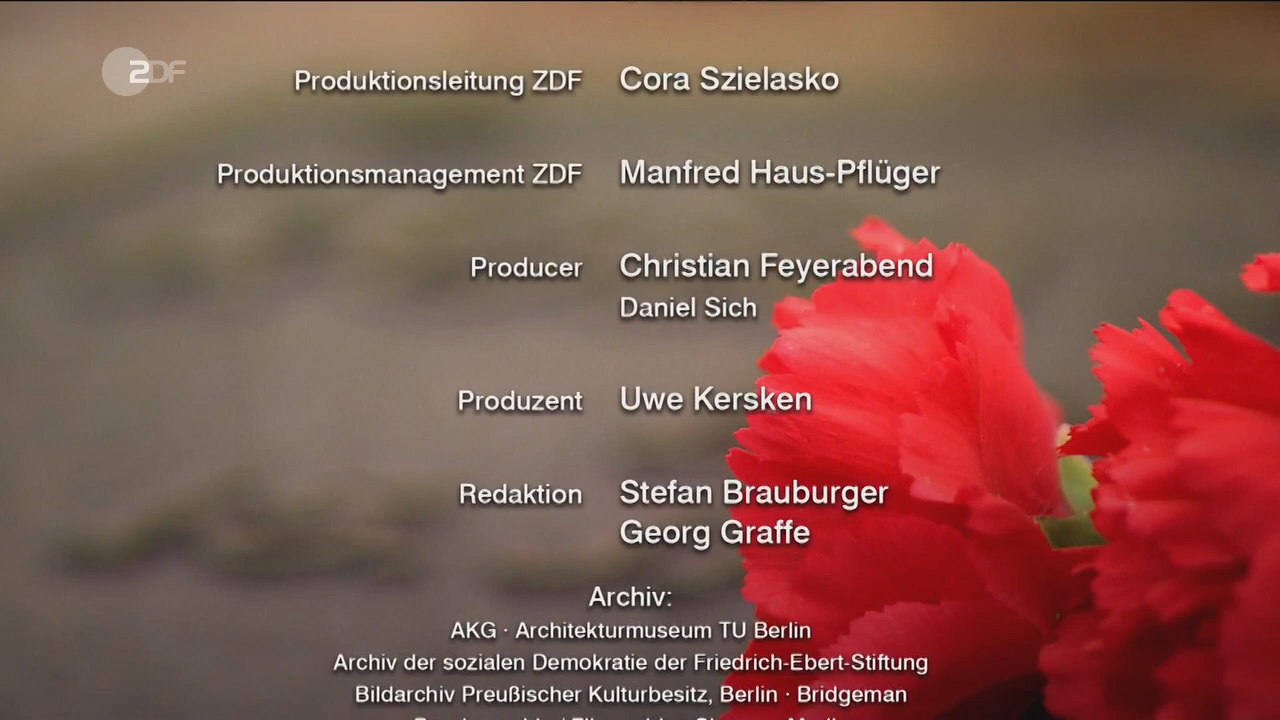 ZDF
Produktionsleitung ZDF Cora Szielasko
Produktionsmanagement ZDF Manfred Haus-Pflüger
Producer Christian Feyerabend
Daniel Sich
Produzent Uwe Kersken
Redaktion Stefan Brauburger
Georg Graffe
Archiv:
AKG · Architekturmuseum TU Berlin
Archiv der sozialen Demokratie der Friedrich-Ebert-Stiftung
Bildarchiv Preußischer Kulturbesitz, Berlin · Bridgeman